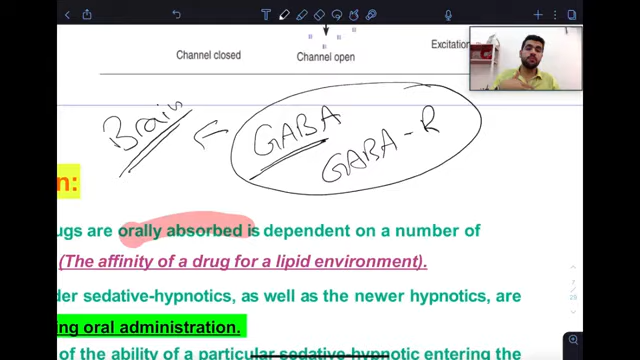 Channel closed
Channel open
Excitation
Brain
GABA
GABA-R
n:
ugs are orally absorbed is dependent on a number of
(The affinity of a drug for a lipid environment).
der sedative-hypnotics, as well as the newer hypnotics, are
ing oral administration.
of the ability of a particular sedative-hypnotic entering the